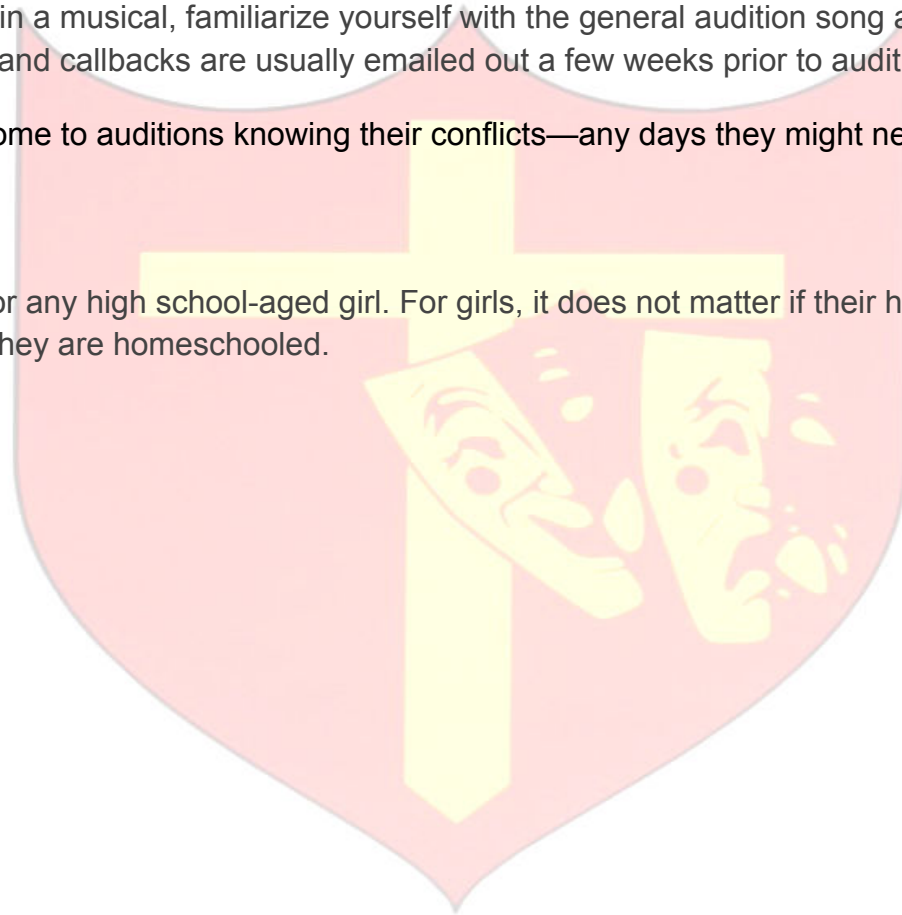 in a musical, familiarize yourself with the general audition song a
and callbacks are usually emailed out a few weeks prior to audit
ome to auditions knowing their conflicts—any days they might ne
or any high school-aged girl. For girls, it does not matter if their h
hey are homeschooled.